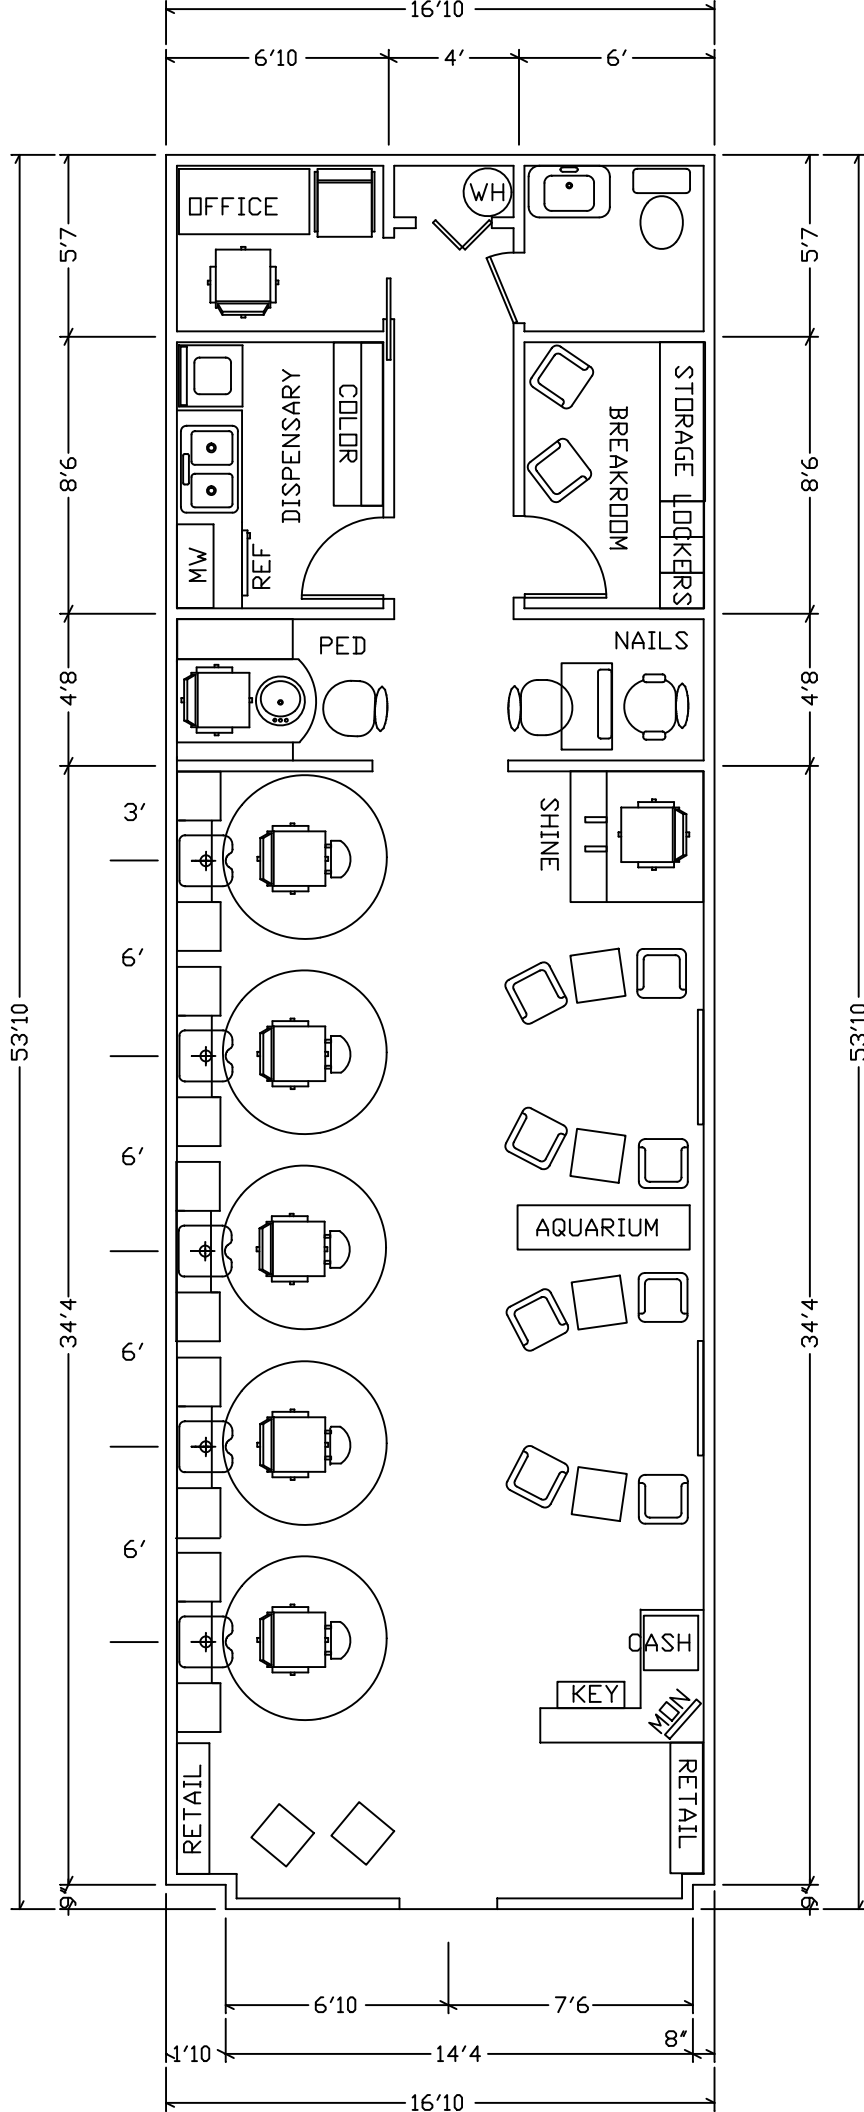 16'10
6'10 4' 6'
WH
OFFICE
5'7 5'7
DISPENSARY
COLOR
STORAGE
BREAKROOM
8'6 8'6
LOCKERS
MW
REF
PED
NAILS
4'8 4'8
3'
SHINE
6'
53'10 53'10
6'
AQUARIUM
34'4 34'4
6'
6'
CASH
KEY
MON
RETAIL RETAIL
9" 9"
6'10 7'6
8"
1'10 14'4
16'10